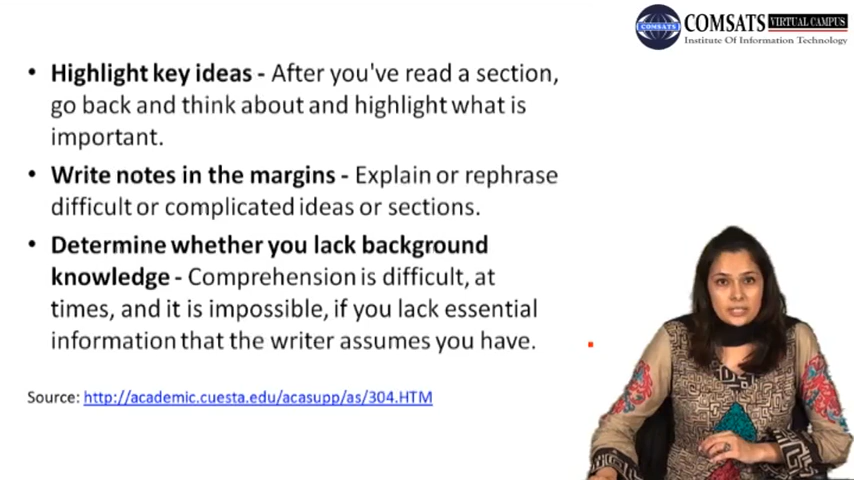 COMSATS VIRTUAL CAMPUS
COMSATS
Institute Of Information Technology
• Highlight key ideas - After you've read a section,
go back and think about and highlight what is
important.
• Write notes in the margins - Explain or rephrase
difficult or complicated ideas or sections.
• Determine whether you lack background
knowledge - Comprehension is difficult, at
times, and it is impossible, if you lack essential
information that the writer assumes you have.
Source: http://academic.cuesta.edu/acasupp/as/304.HTM